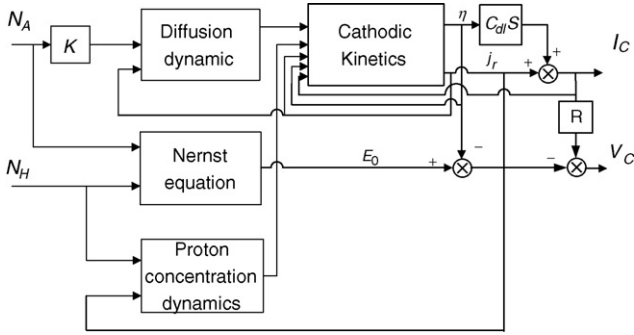 N_A
K
Diffusion
dynamic
Cathodic
Kinetics
η
C_dl S
+
I_C
j_r
+
R
N_H
Nernst
equation
E_0
+
−
−
V_C
Proton
concentration
dynamics